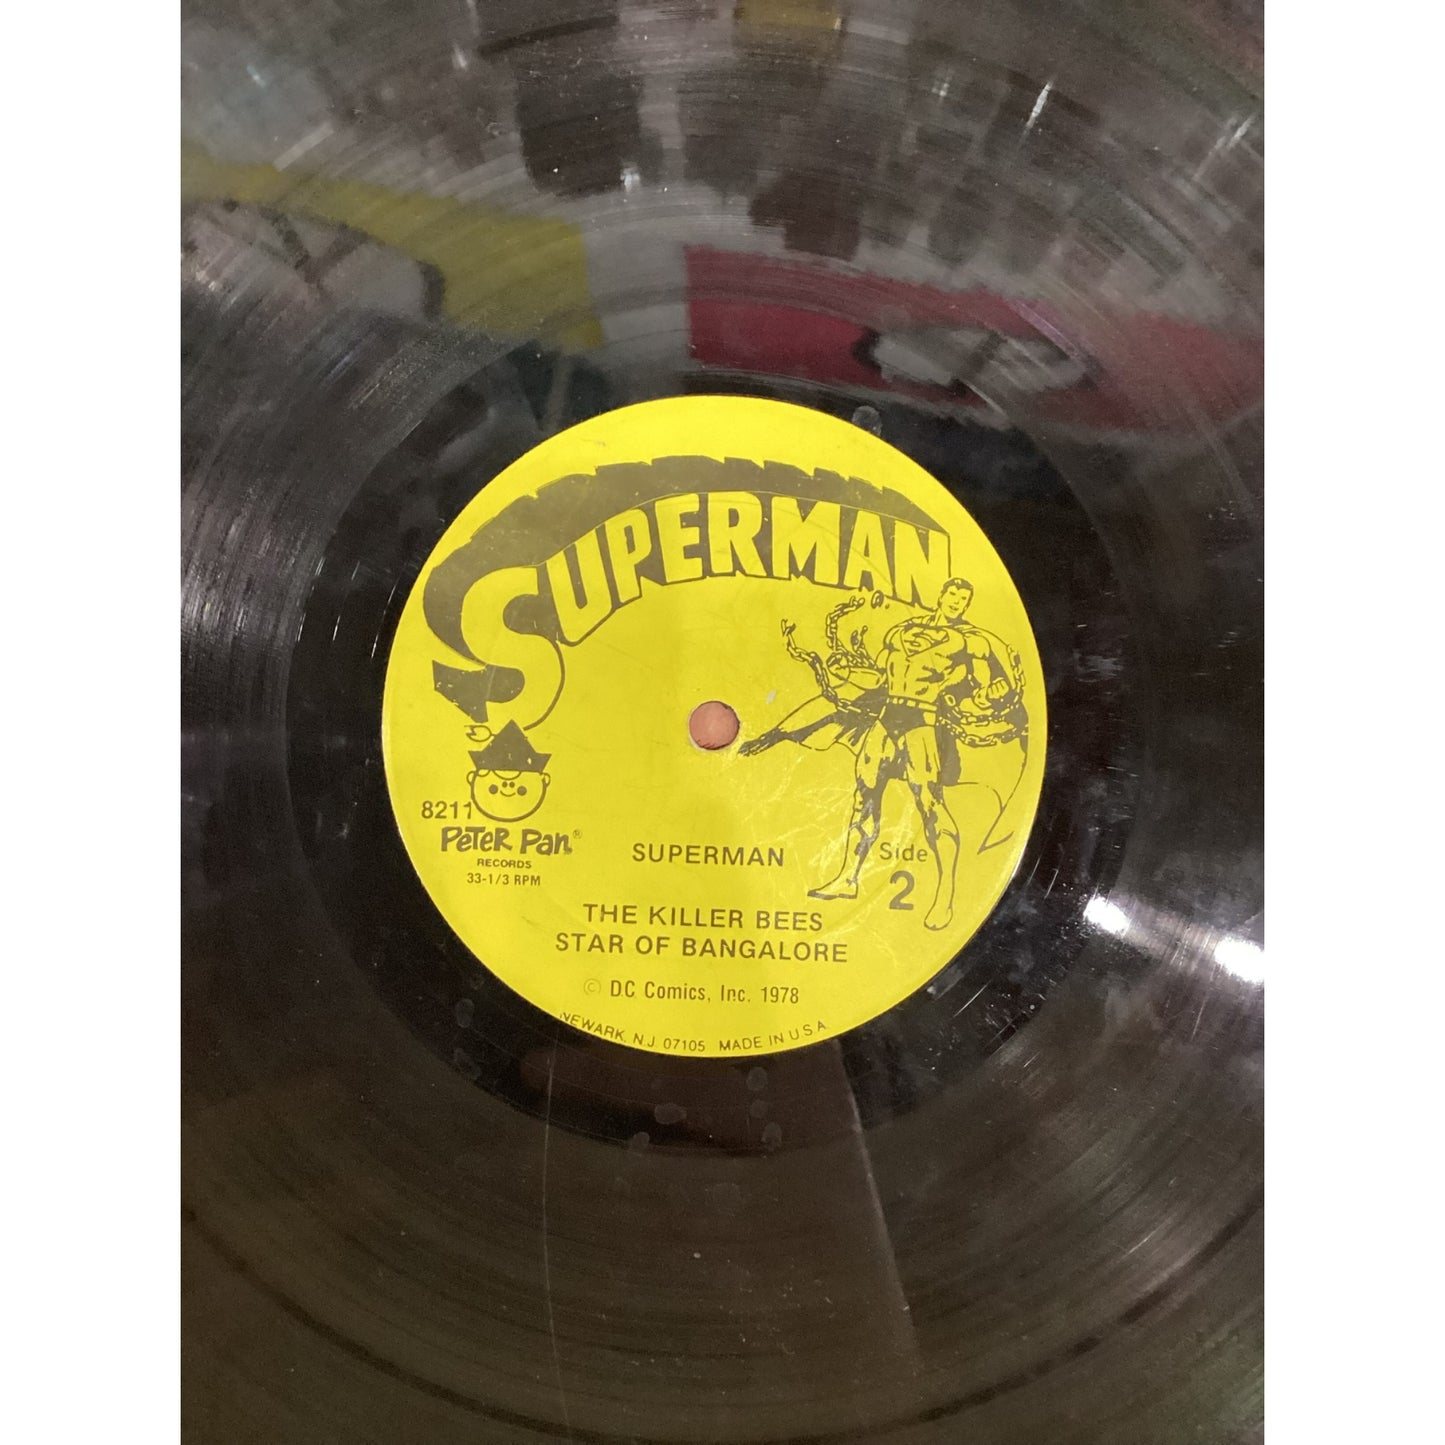 SUPERMAN
8211
PETER PAN®
RECORDS
33-1/3 RPM
SUPERMAN
Side
2
THE KILLER BEES
STAR OF BANGALORE
© DC Comics, Inc. 1978
NEWARK, N.J. 07105 MADE IN U.S.A.